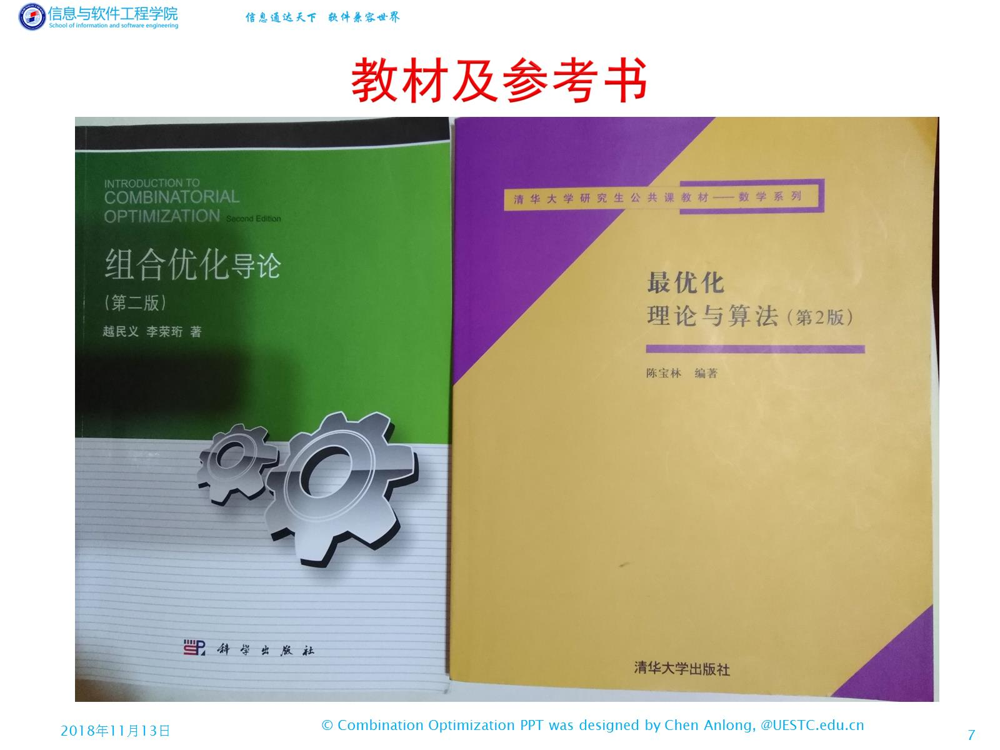 信息与软件工程学院
School of information and software engineering
信息通达天下 软件兼容世界
教材及参考书
INTRODUCTION TO
COMBINATORIAL
OPTIMIZATION Second Edition
组合优化导论
(第二版)
越民义 李荣珩 著
科学出版社
清华大学研究生公共课教材——数学系列
最优化
理论与算法(第2版)
陈宝林 编著
清华大学出版社
2018年11月13日
© Combination Optimization PPT was designed by Chen Anlong, @UESTC.edu.cn
7